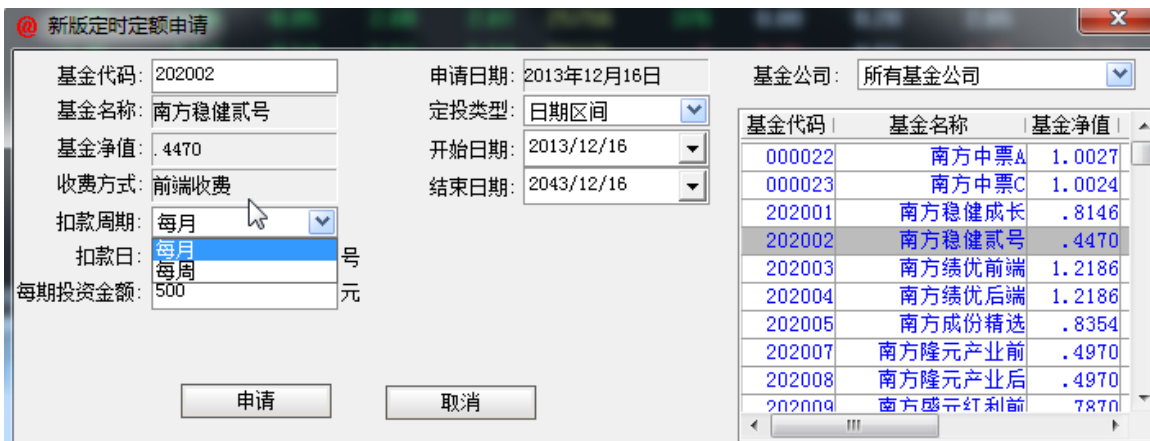 新版定时定额申请
基金代码: 202002
基金名称: 南方稳健贰号
基金净值: .4470
收费方式: 前端收费
扣款周期: 每月
每月
扣款日: 号
每周
每期投资金额: 500 元
申请 取消
申请日期: 2013年12月16日
定投类型: 日期区间
开始日期: 2013/12/16
结束日期: 2043/12/16
基金公司: 所有基金公司
基金代码 基金名称 基金净值
000022 南方中票A 1.0027
000023 南方中票C 1.0024
202001 南方稳健成长 .8146
202002 南方稳健贰号 .4470
202003 南方绩优前端 1.2186
202004 南方绩优后端 1.2186
202005 南方成份精选 .8354
202007 南方隆元产业前 .4970
202008 南方隆元产业后 .4970
202009 南方盛元红利前 7870